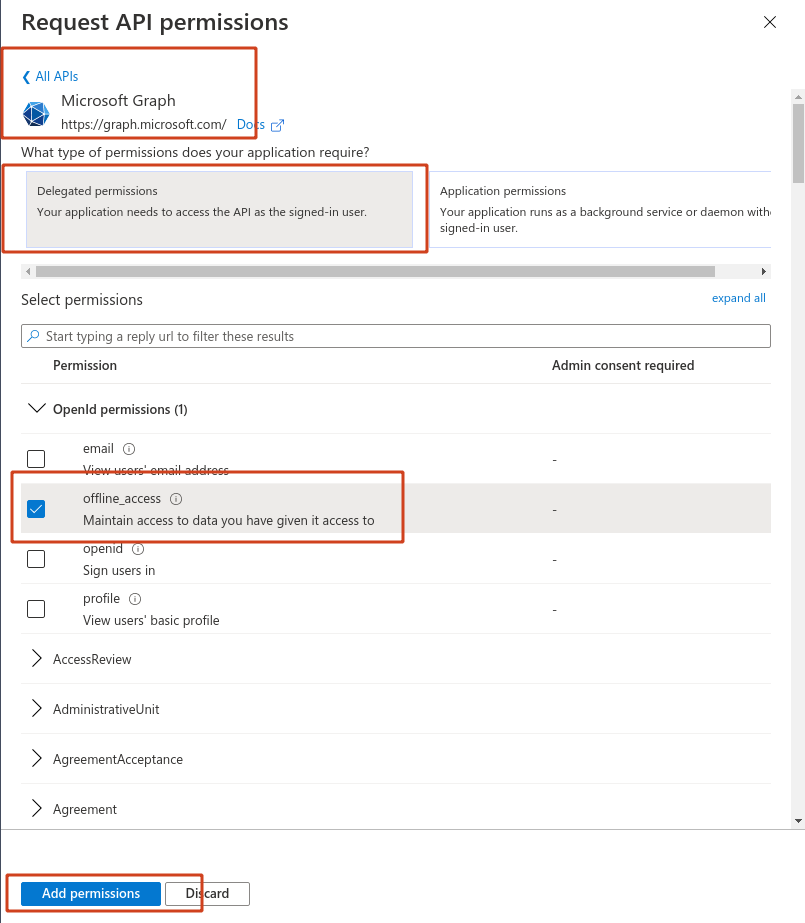 Request API permissions
All APIs
Microsoft Graph
https://graph.microsoft.com/ Docs
What type of permissions does your application require?
Delegated permissions
Your application needs to access the API as the signed-in user.
Application permissions
Your application runs as a background service or daemon with
signed-in user.
Select permissions
expand all
Start typing a reply url to filter these results
Permission
Admin consent required
OpenId permissions (1)
email
View users' email address
-
offline_access
Maintain access to data you have given it access to
-
openid
Sign users in
-
profile
View users' basic profile
-
AccessReview
AdministrativeUnit
AgreementAcceptance
Agreement
Add permissions
Discard